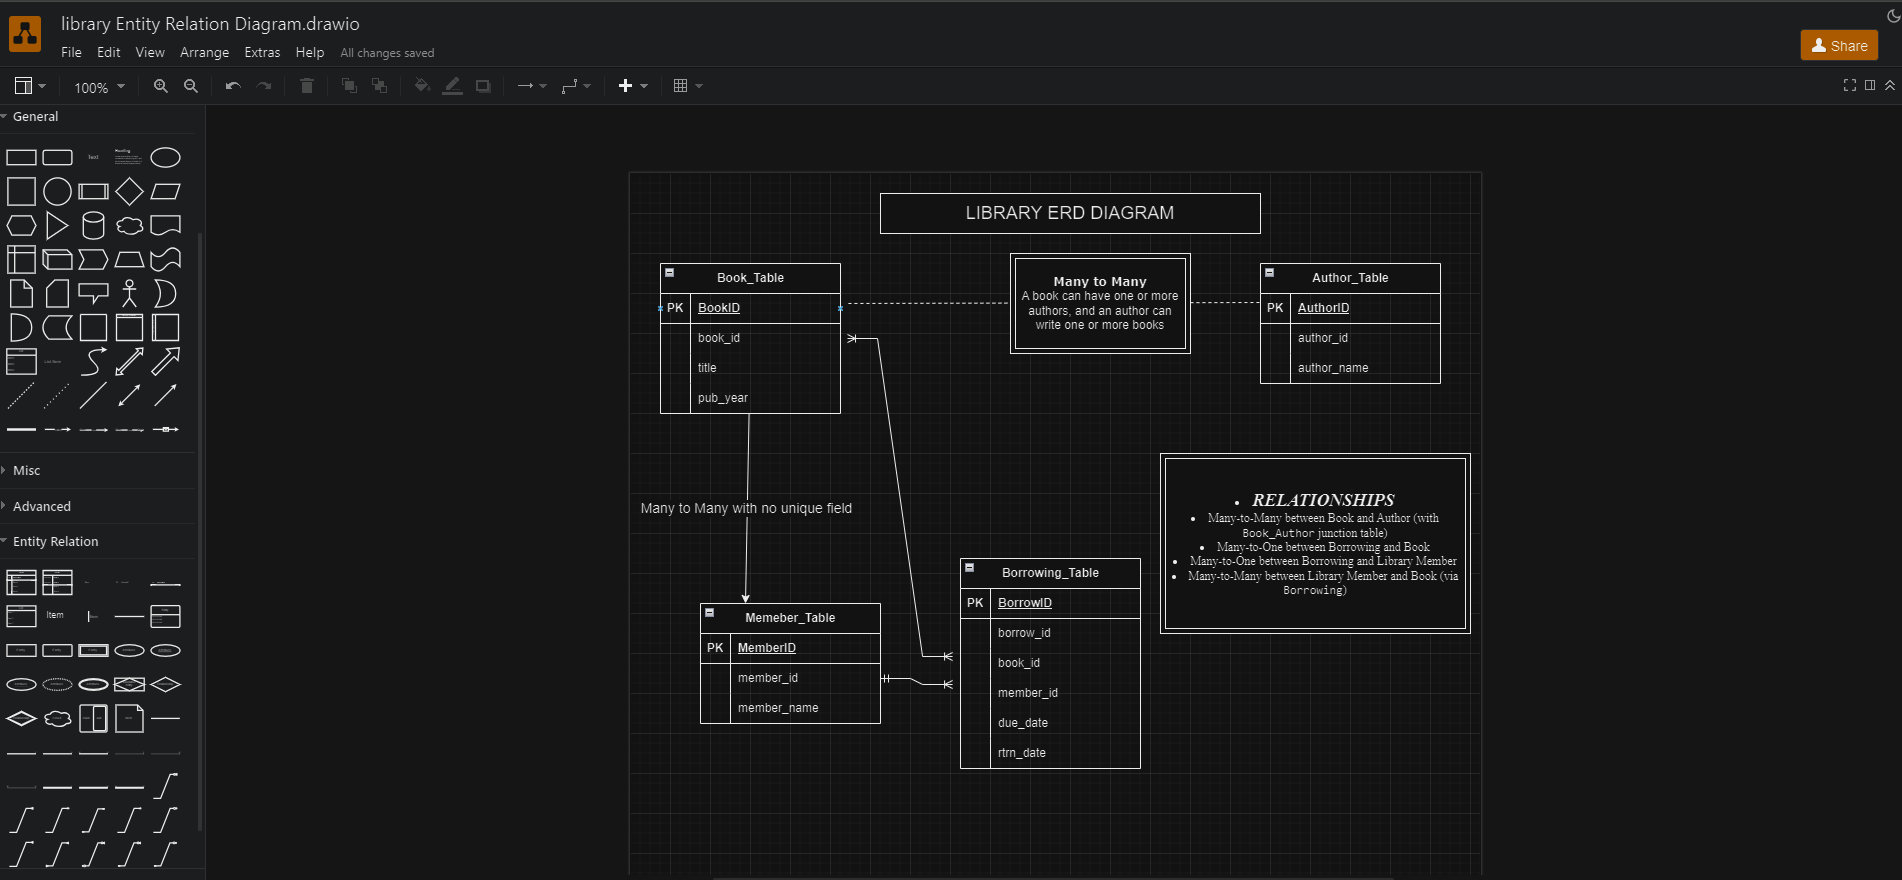 library Entity Relation Diagram.drawio
File Edit View Arrange Extras Help All changes saved
Share
100%
General
Text
Heading
Misc
Advanced
Entity Relation
Item
LIBRARY ERD DIAGRAM
Book_Table
PK BookID
book_id
title
pub_year
Many to Many
A book can have one or more
authors, and an author can
write one or more books
Author_Table
PK AuthorID
author_id
author_name
Many to Many with no unique field
• RELATIONSHIPS
• Many-to-Many between Book and Author (with
Book_Author junction table)
• Many-to-One between Borrowing and Book
• Many-to-One between Borrowing and Library Member
• Many-to-Many between Library Member and Book (via
Borrowing)
Memeber_Table
PK MemberID
member_id
member_name
Borrowing_Table
PK BorrowID
borrow_id
book_id
member_id
due_date
rtrn_date